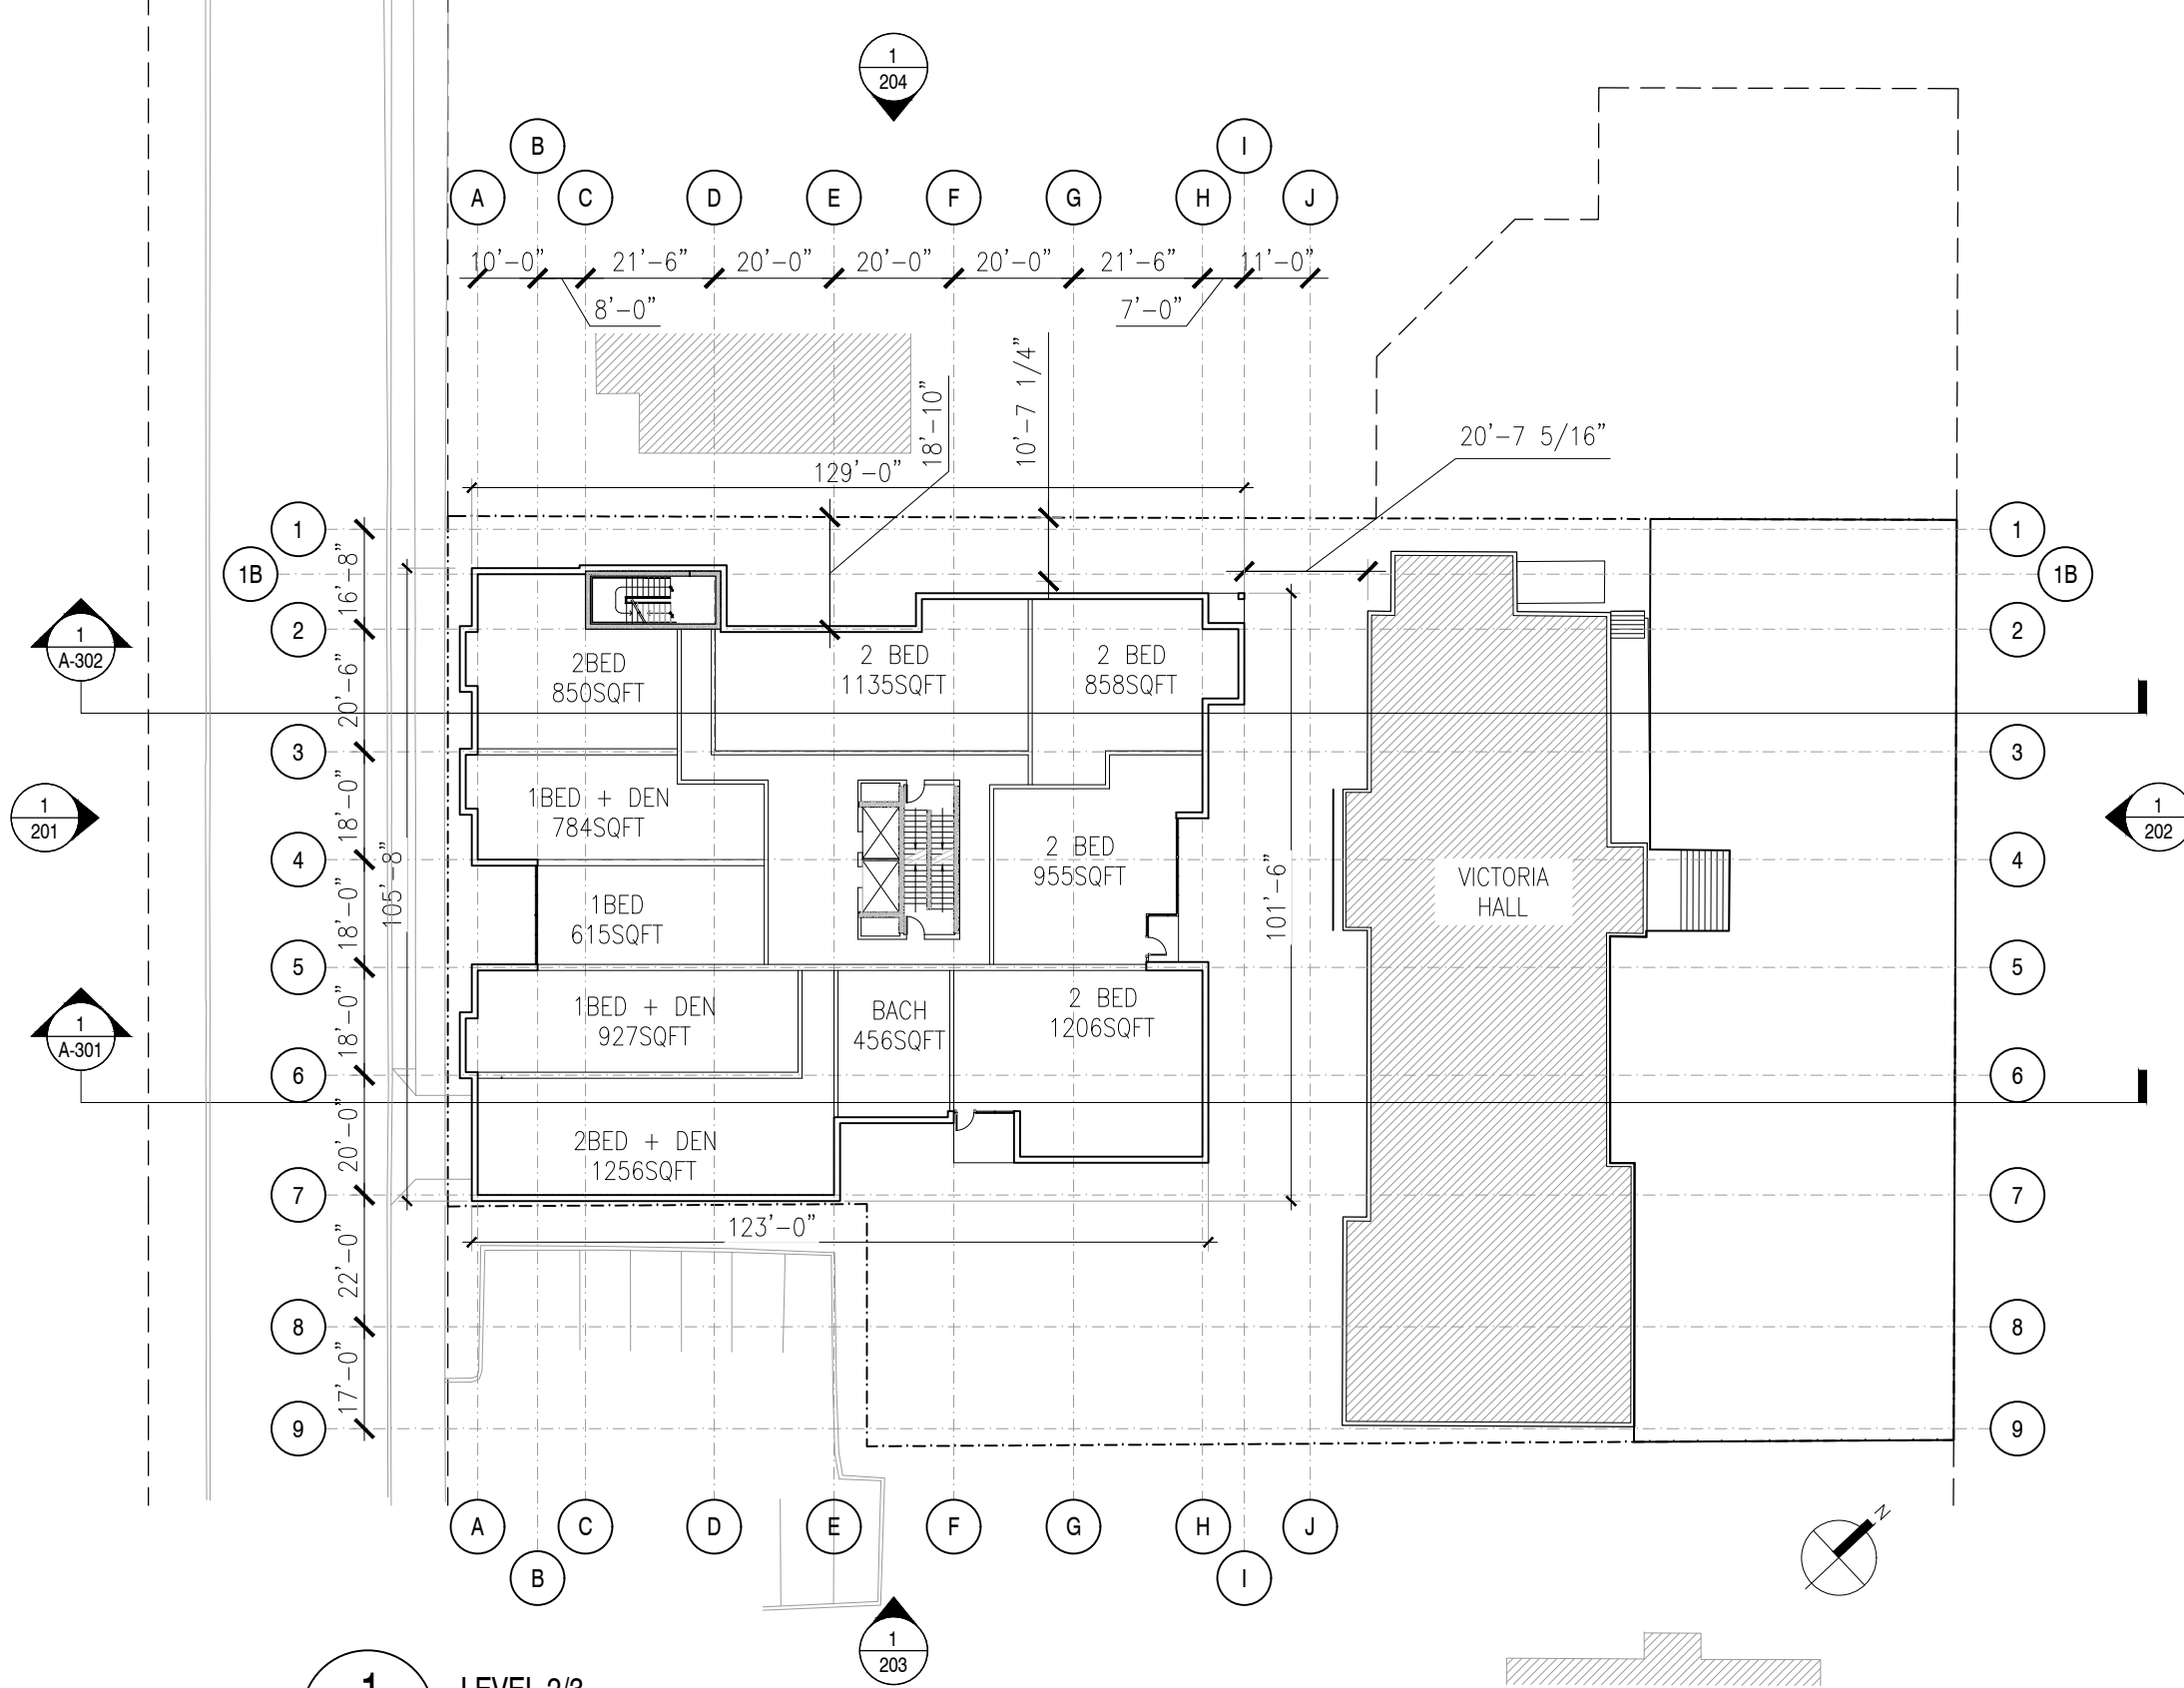 1
204
B
I
A
C
D
E
F
G
H
J
10'-0"
21'-6"
20'-0"
20'-0"
20'-0"
21'-6"
11'-0"
8'-0"
7'-0"
18'-10"
10'-7 1/4"
20'-7 5/16"
129'-0"
1
1
1B
1B
16'-8"
2
2
1
A-302
2BED
850SQFT
2 BED
1135SQFT
2 BED
858SQFT
20'-6"
3
3
1
201
1
202
1BED + DEN
784SQFT
18'-0"
2 BED
955SQFT
4
4
105'-8"
101'-6"
VICTORIA
HALL
1BED
615SQFT
18'-0"
5
5
1
A-301
1BED + DEN
927SQFT
BACH
456SQFT
2 BED
1206SQFT
18'-0"
6
6
2BED + DEN
1256SQFT
20'-0"
7
7
123'-0"
22'-0"
8
8
17'-0"
9
9
A
C
D
E
F
G
H
J
N
B
I
1
203
1
LEVEL 2/3